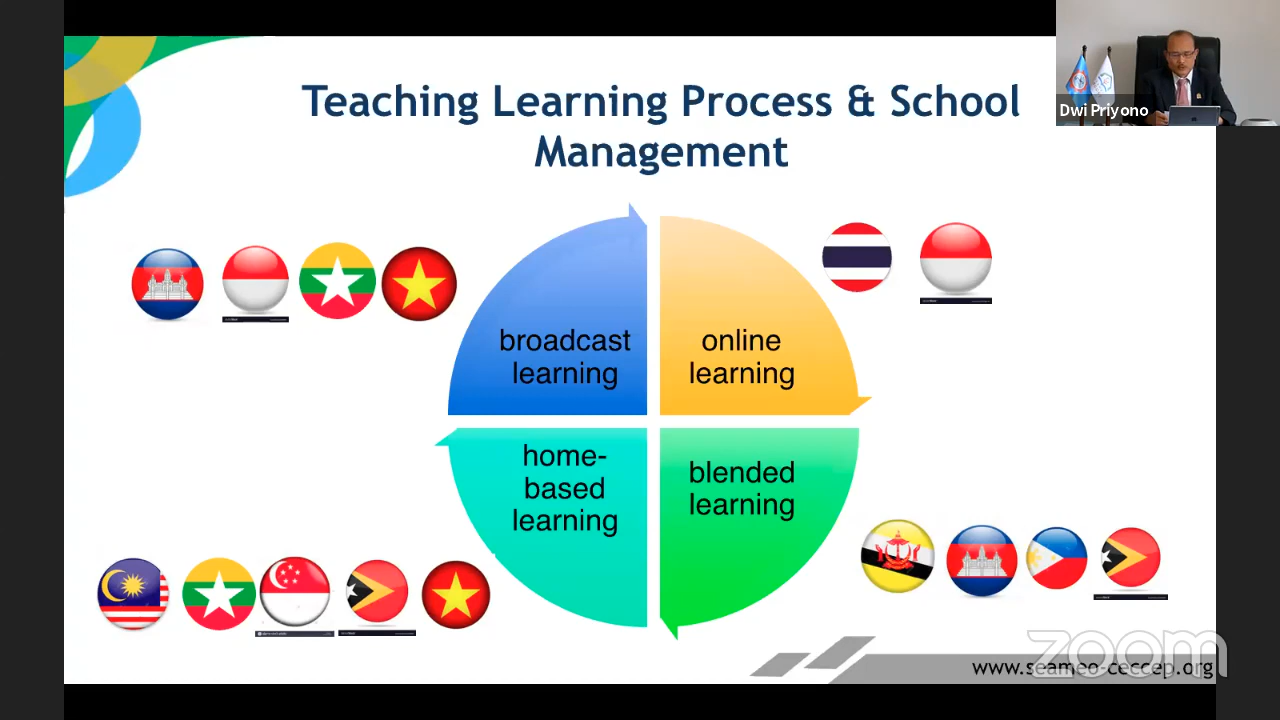 Teaching Learning Process & School
Management
Dwi Priyono
broadcast
learning
online
learning
home-
based
learning
blended
learning
zoom
www.seameo-ceccep.org